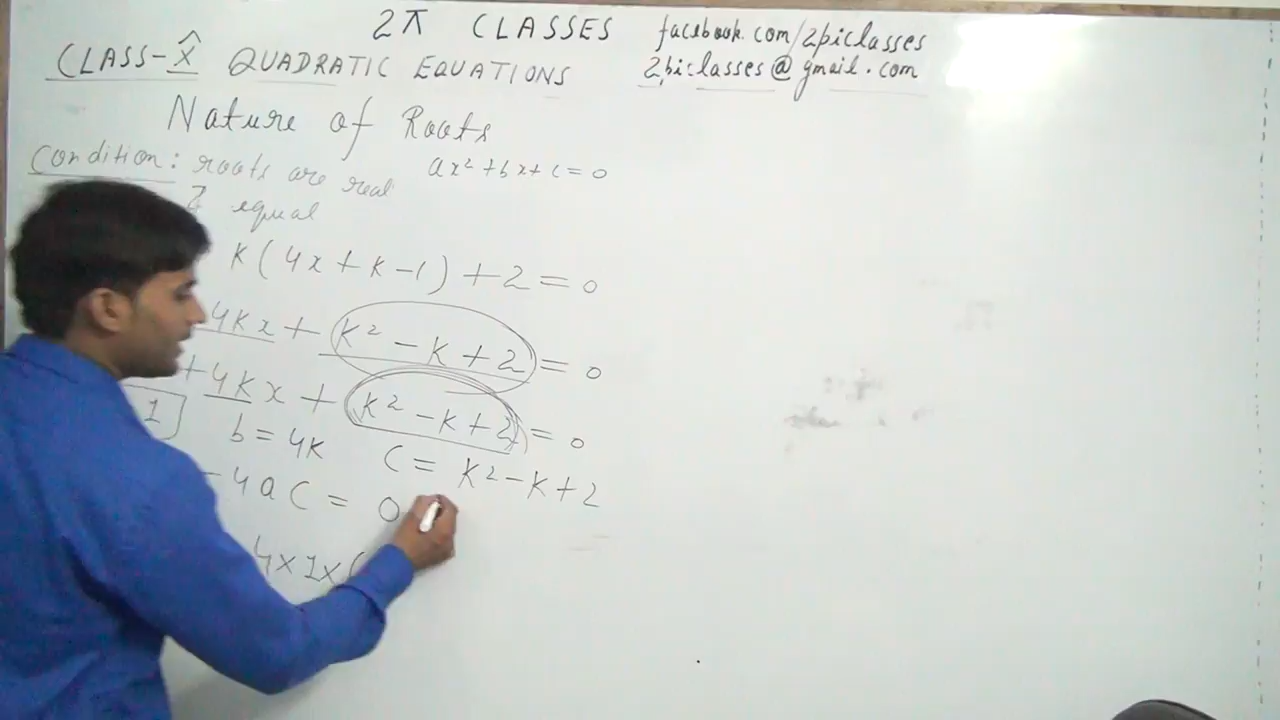 2π CLASSES facebook.com/2piclasses
CLASS-X QUADRATIC EQUATIONS 2piclasses@gmail.com
Nature of Roots
Condition: roots are real ax² + bx + c = 0
equal
K(4x + K - 1) + 2 = 0
4Kx + K² - K + 2 = 0
+ 4Kx + (K² - K + 2) = 0
1 b = 4K C = K² - K + 2
- 4aC = 0
4×1×(